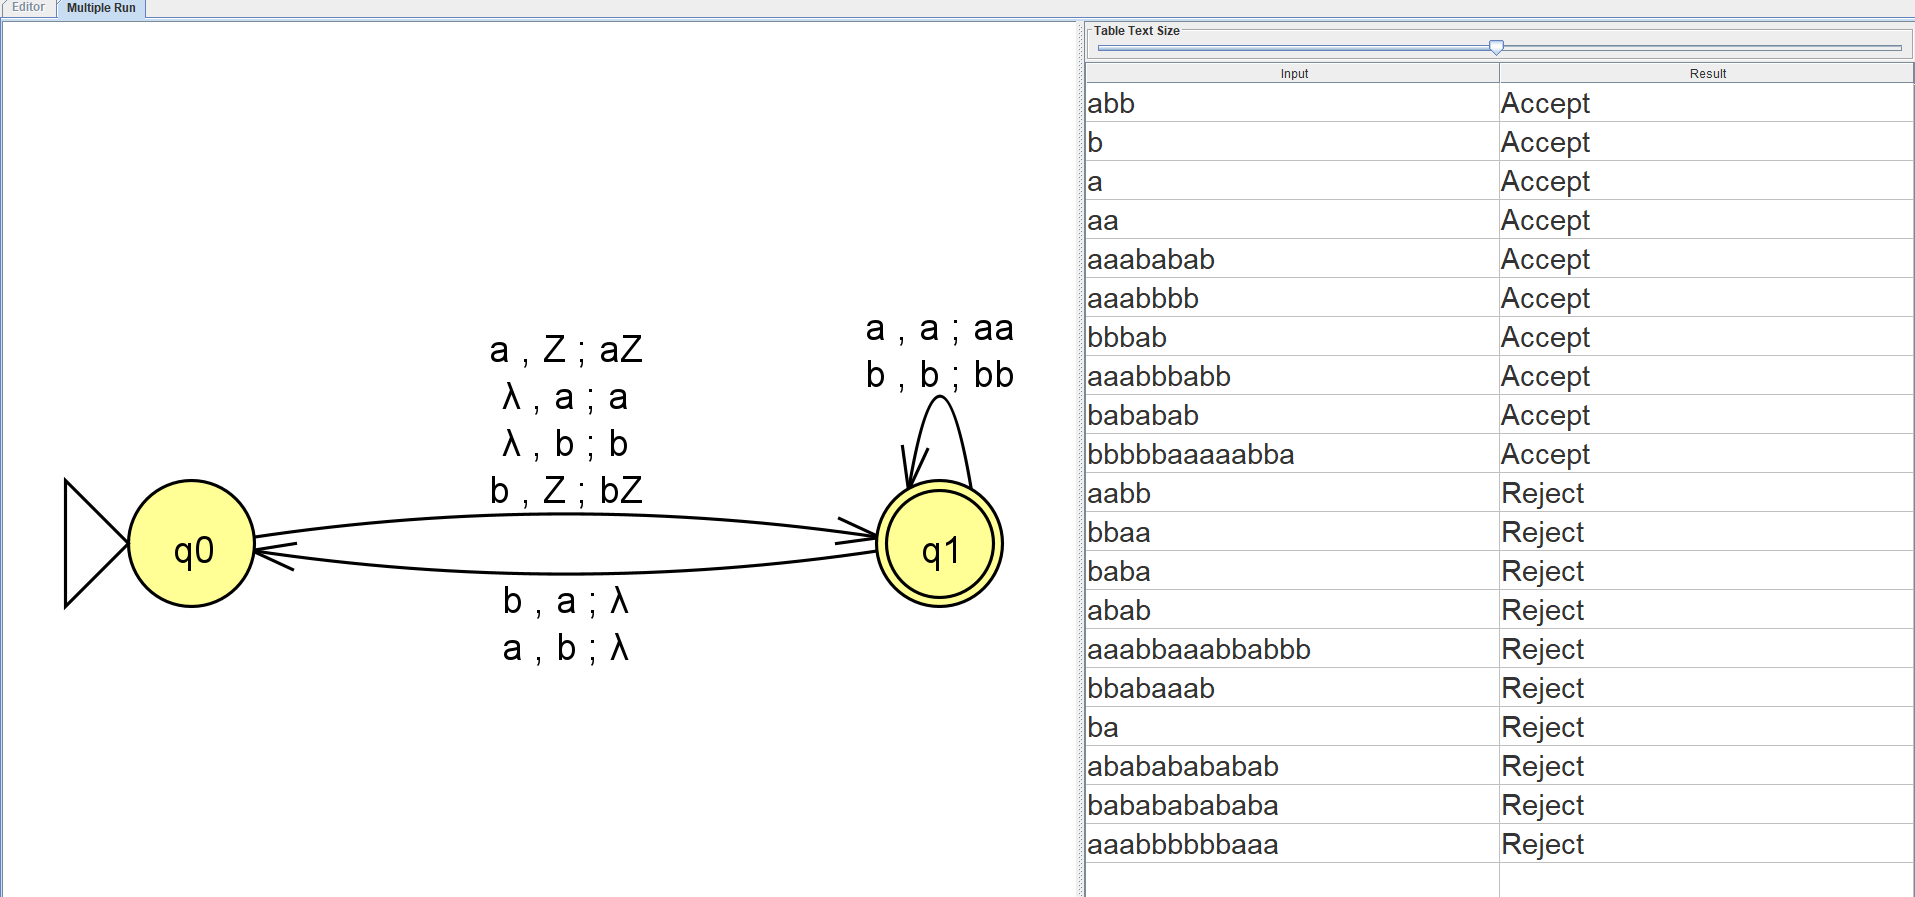 Editor
Multiple Run
a , Z ; aZ
λ , a ; a
λ , b ; b
b , Z ; bZ
a , a ; aa
b , b ; bb
q0
q1
b , a ; λ
a , b ; λ
Table Text Size
Input Result
abb Accept
b Accept
a Accept
aa Accept
aaababab Accept
aaabbbb Accept
bbbab Accept
aaabbbabb Accept
bababab Accept
bbbbbaaaaabba Accept
aabb Reject
bbaa Reject
baba Reject
abab Reject
aaabbaaabbabbb Reject
bbabaaab Reject
ba Reject
abababababab Reject
babababababa Reject
aaabbbbbbaaa Reject